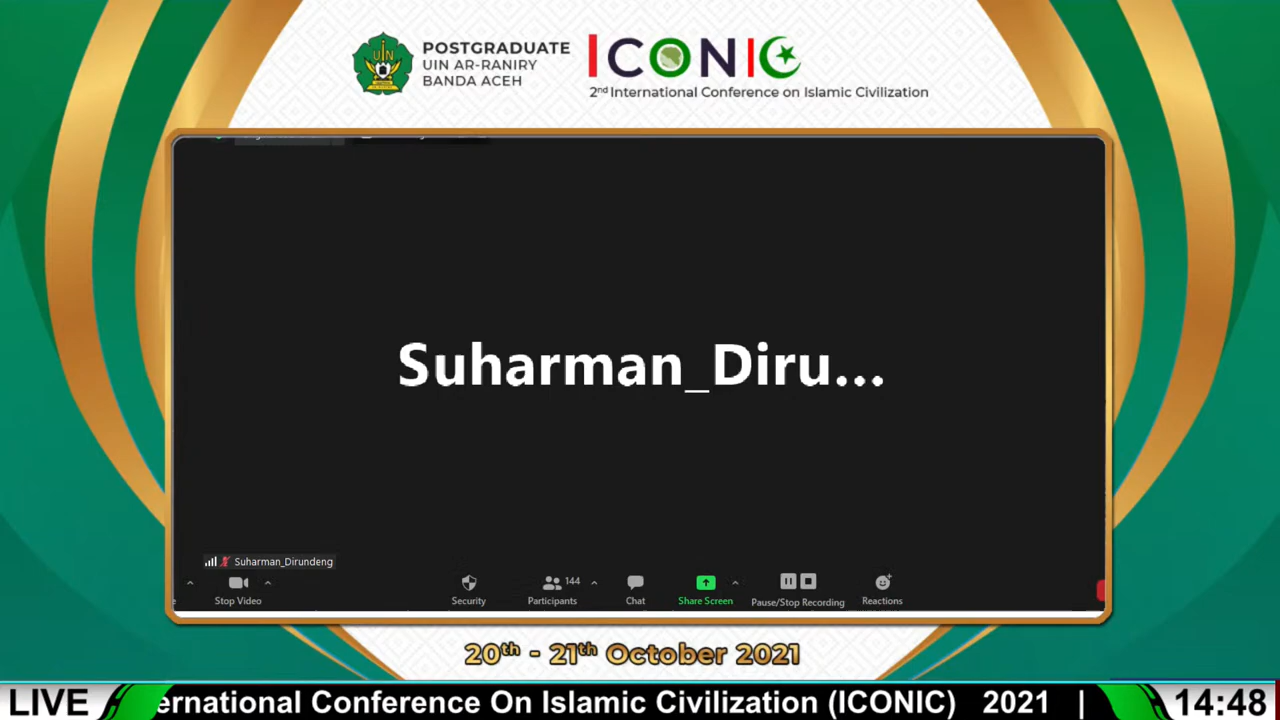 POSTGRADUATE
UIN AR-RANIRY
BANDA ACEH
UIN
ICONIC
2nd International Conference on Islamic Civilization
Suharman_Diru...
Suharman_Dirundeng
Stop Video
Security
Participants 144
Chat
Share Screen
Pause/Stop Recording
Reactions
20th - 21th October 2021
LIVE
ernational Conference On Islamic Civilization (ICONIC) 2021 |
14:48